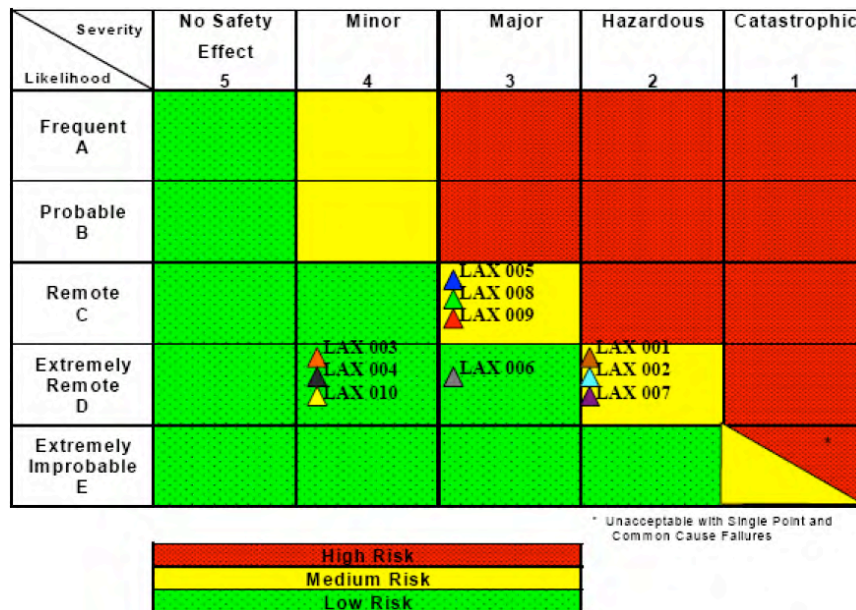 Severity
Likelihood
No Safety
Effect
5
Minor
4
Major
3
Hazardous
2
Catastrophic
1
Frequent
A
Probable
B
Remote
C
LAX 005
LAX 008
LAX 009
Extremely
Remote
D
LAX 003
LAX 004
LAX 010
LAX 006
LAX 001
LAX 002
LAX 007
Extremely
Improbable
E
*
* Unacceptable with Single Point and
Common Cause Failures
High Risk
Medium Risk
Low Risk